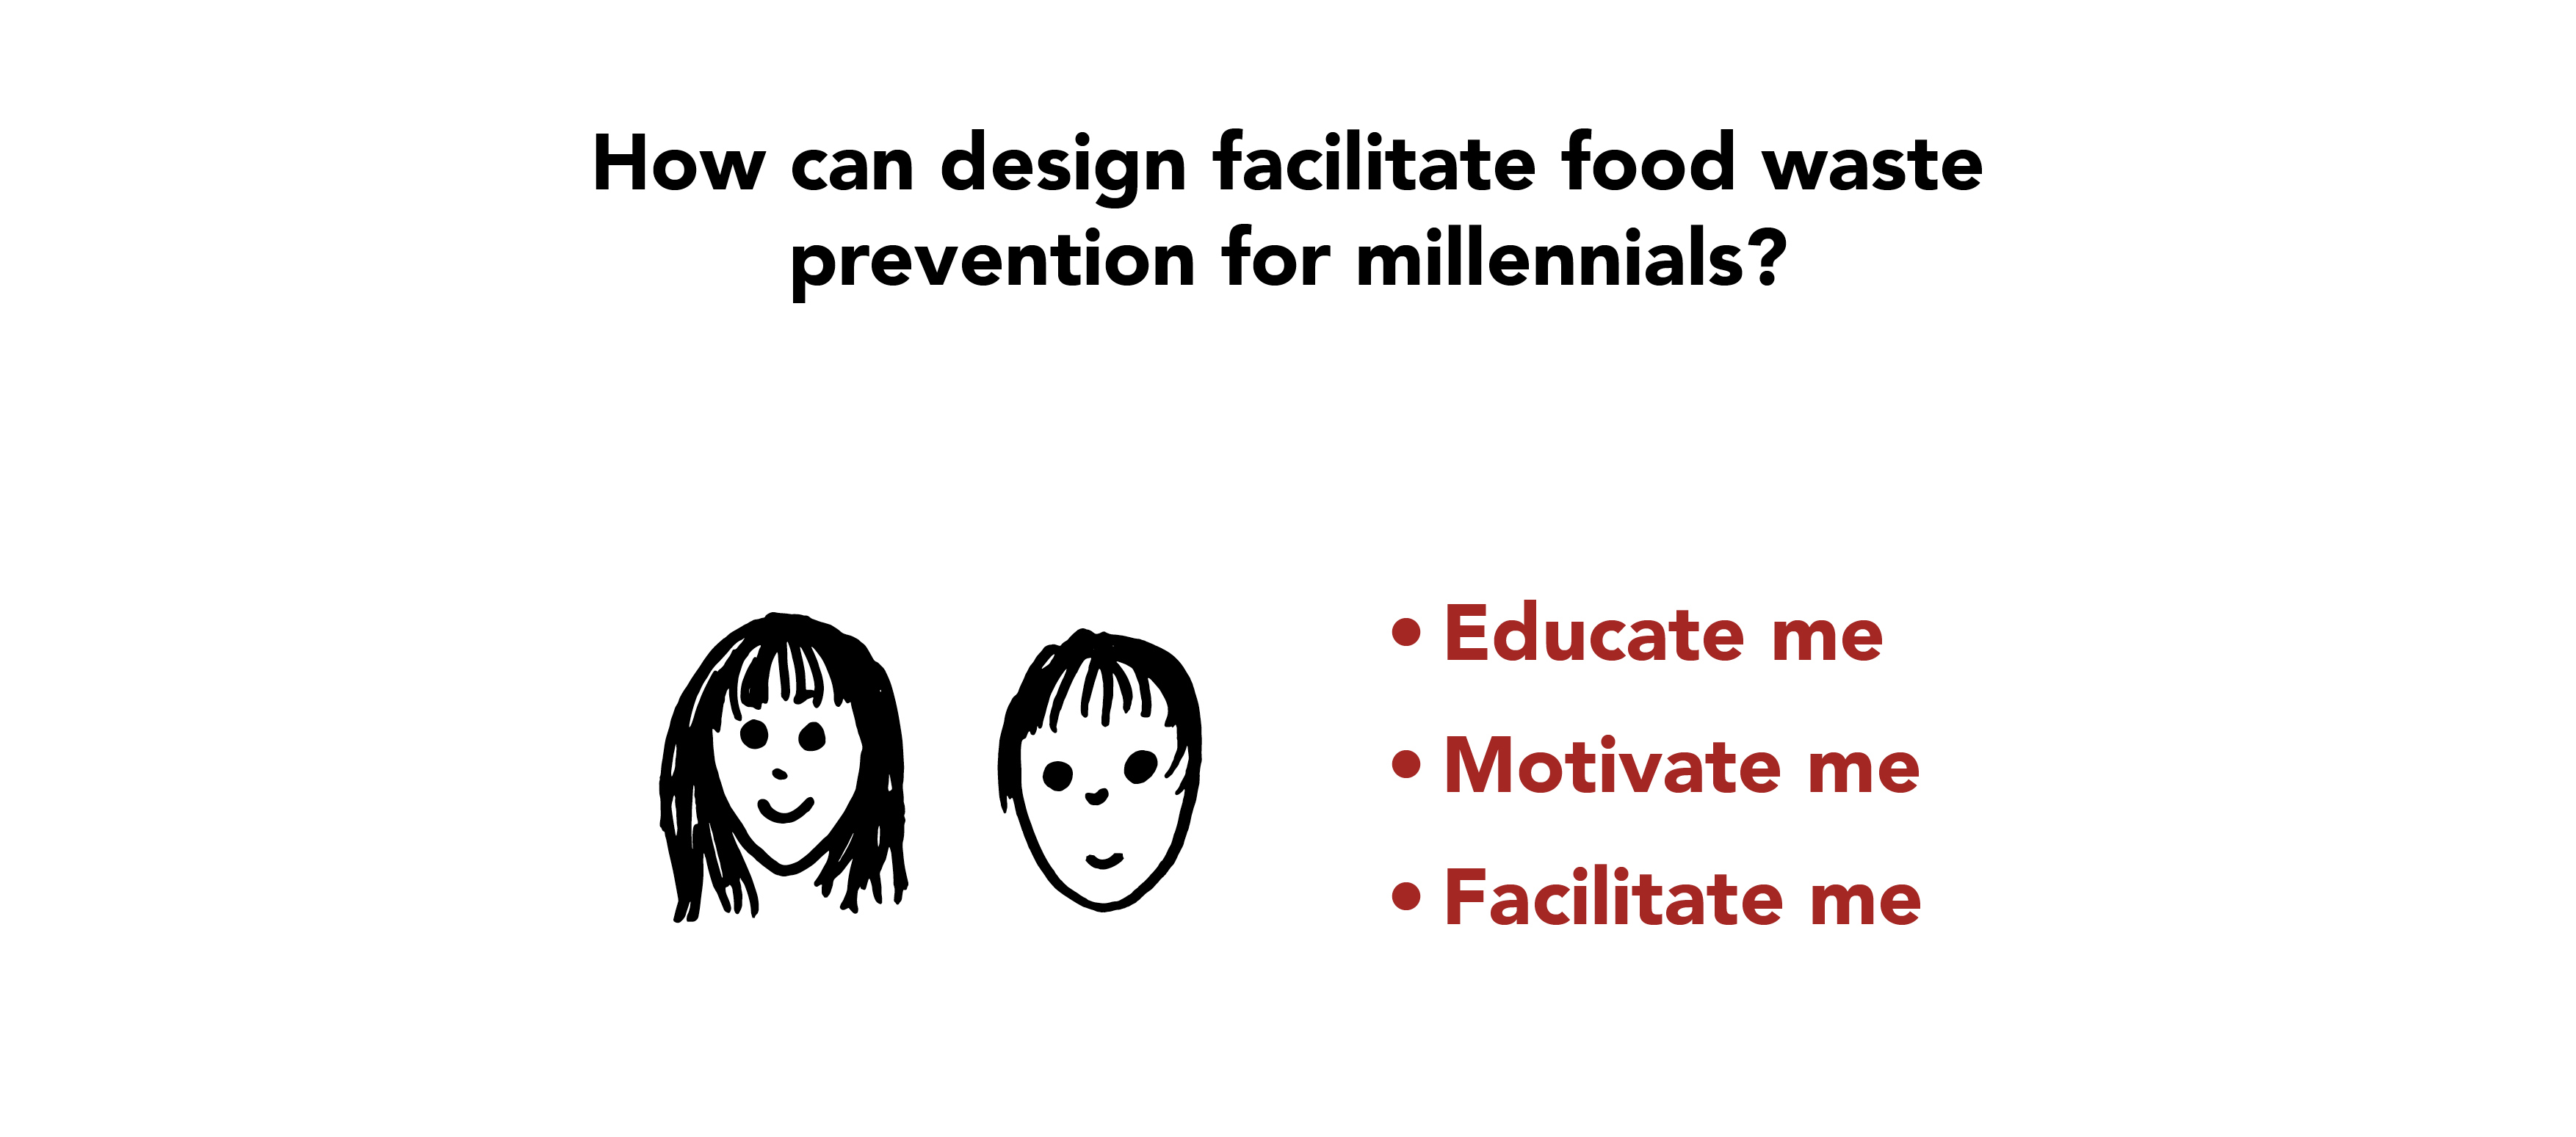 How can design facilitate food waste
prevention for millennials?
• Educate me
• Motivate me
• Facilitate me